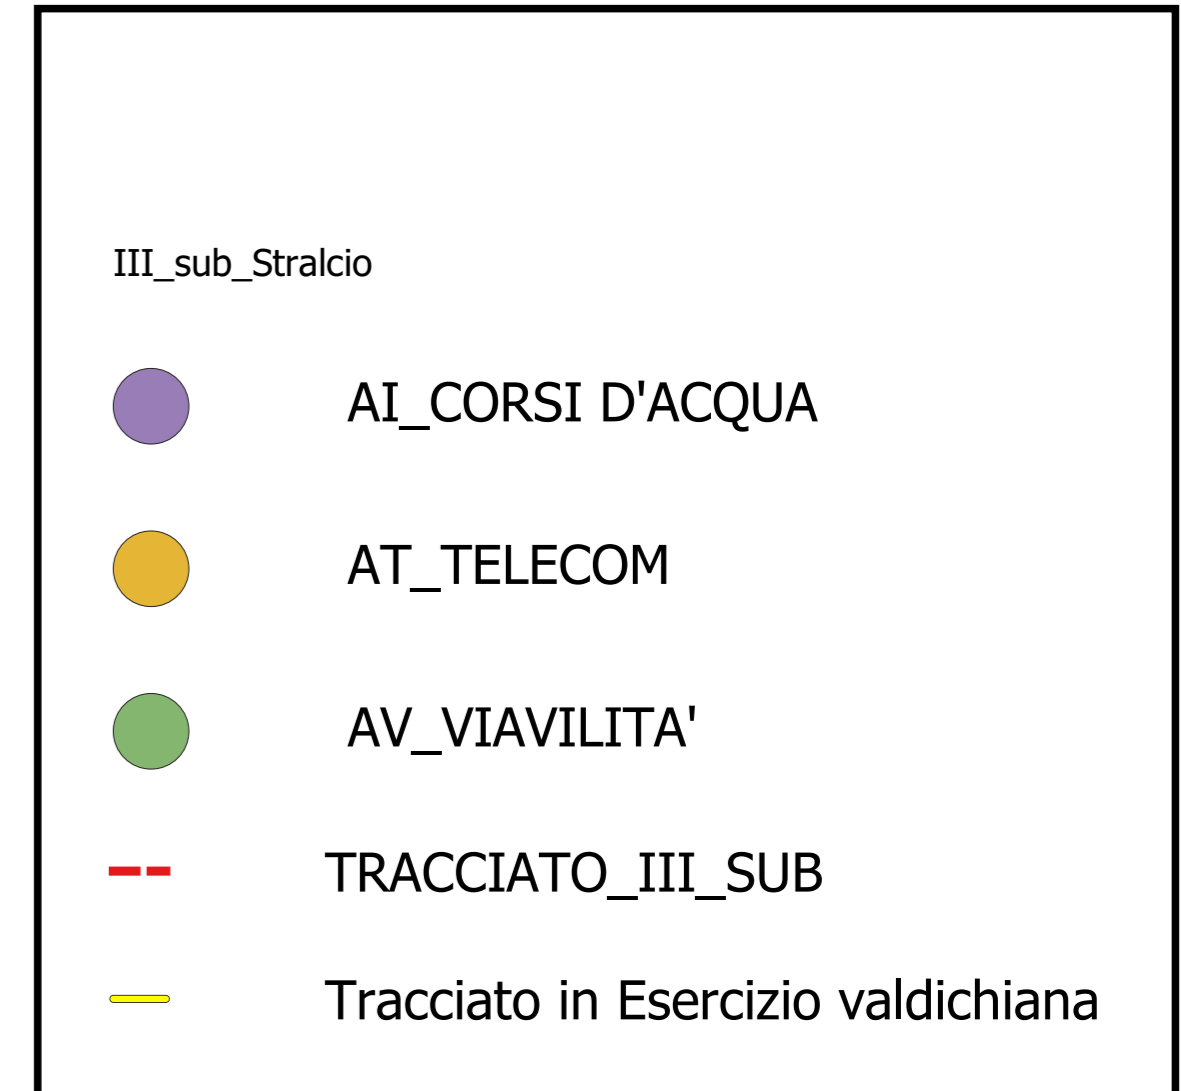 III_sub_Stralcio
AI_CORSI D'ACQUA
AT_TELECOM
AV_VIAVILITA'
TRACCIATO_III_SUB
Tracciato in Esercizio valdichiana